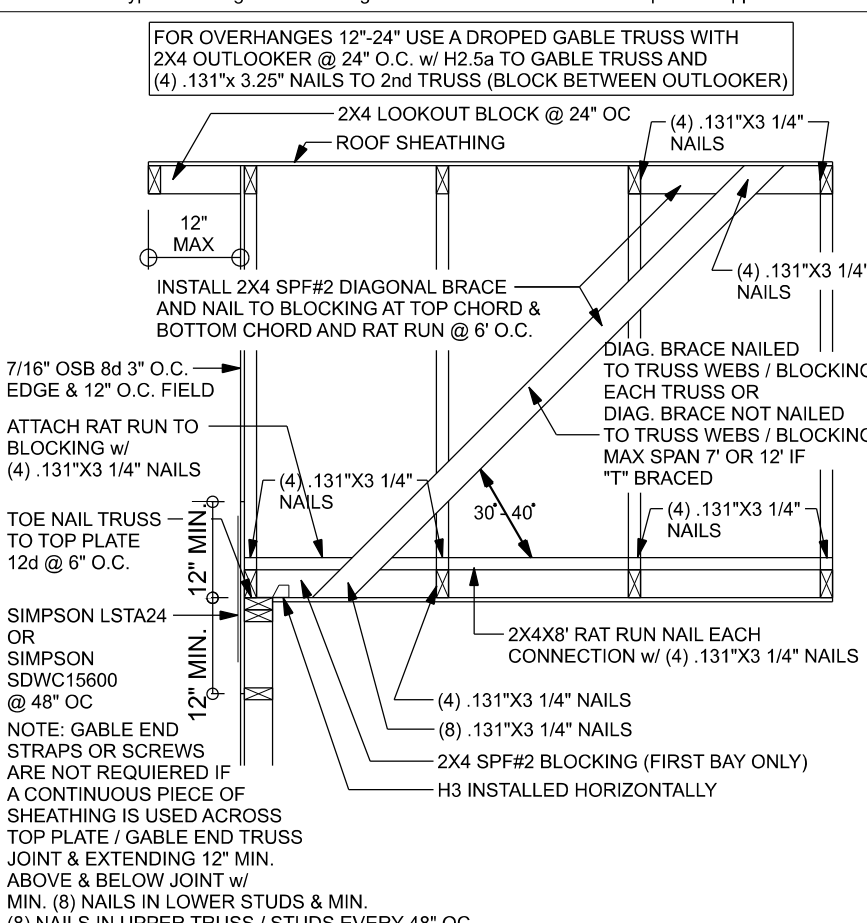 FOR OVERHANGES 12"-24" USE A DROPED GABLE TRUSS WITH
2X4 OUTLOOKER @ 24" O.C. w/ H2.5a TO GABLE TRUSS AND
(4) .131"x 3.25" NAILS TO 2nd TRUSS (BLOCK BETWEEN OUTLOOKER)
2X4 LOOKOUT BLOCK @ 24" OC
ROOF SHEATHING
(4) .131"X3 1/4"
NAILS
12"
MAX
(4) .131"X3 1/4"
NAILS
INSTALL 2X4 SPF#2 DIAGONAL BRACE
AND NAIL TO BLOCKING AT TOP CHORD &
BOTTOM CHORD AND RAT RUN @ 6' O.C.
7/16" OSB 8d 3" O.C.
EDGE & 12" O.C. FIELD
DIAG. BRACE NAILED
TO TRUSS WEBS / BLOCKING
EACH TRUSS OR
DIAG. BRACE NOT NAILED
TO TRUSS WEBS / BLOCKING
MAX SPAN 7' OR 12' IF
"T" BRACED
ATTACH RAT RUN TO
BLOCKING w/
(4) .131"X3 1/4" NAILS
(4) .131"X3 1/4"
NAILS
30°-40°
(4) .131"X3 1/4"
NAILS
TOE NAIL TRUSS
TO TOP PLATE
12d @ 6" O.C.
12" MIN.
12" MIN.
SIMPSON LSTA24
OR
SIMPSON
SDWC15600
@ 48" OC
2X4X8' RAT RUN NAIL EACH
CONNECTION w/ (4) .131"X3 1/4" NAILS
(4) .131"X3 1/4" NAILS
(8) .131"X3 1/4" NAILS
2X4 SPF#2 BLOCKING (FIRST BAY ONLY)
H3 INSTALLED HORIZONTALLY
NOTE: GABLE END
STRAPS OR SCREWS
ARE NOT REQUIERED IF
A CONTINUOUS PIECE OF
SHEATHING IS USED ACROSS
TOP PLATE / GABLE END TRUSS
JOINT & EXTENDING 12" MIN.
ABOVE & BELOW JOINT w/
MIN. (8) NAILS IN LOWER STUDS & MIN.
(8) NAILS IN UPPER TRUSS / STUDS EVERY 48" OC